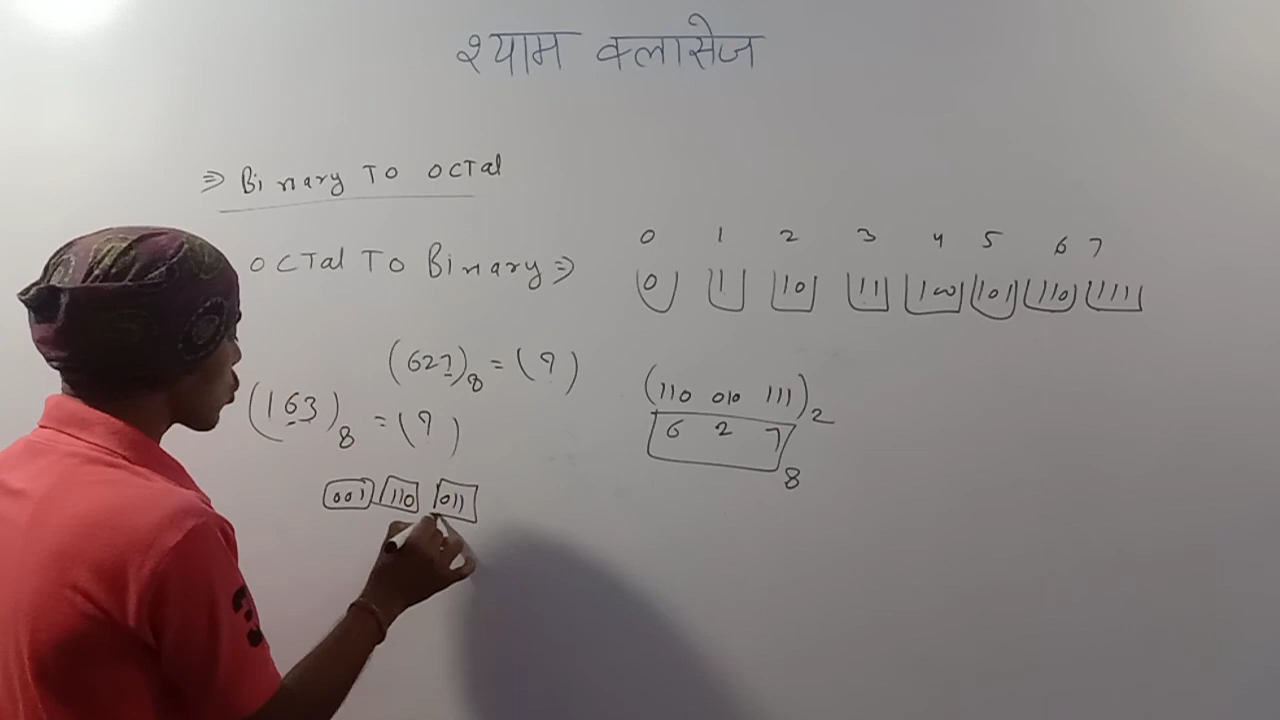 श्याम क्लासेज
⇒ Binary To Octal
Octal To Binary ⇒
0 1 2 3 4 5 6 7
0 1 10 11 100 101 110 111
(627)8 = (?)
(110 010 111)2
6 2 7 8
(163)8 = (?)
001 110 011
3